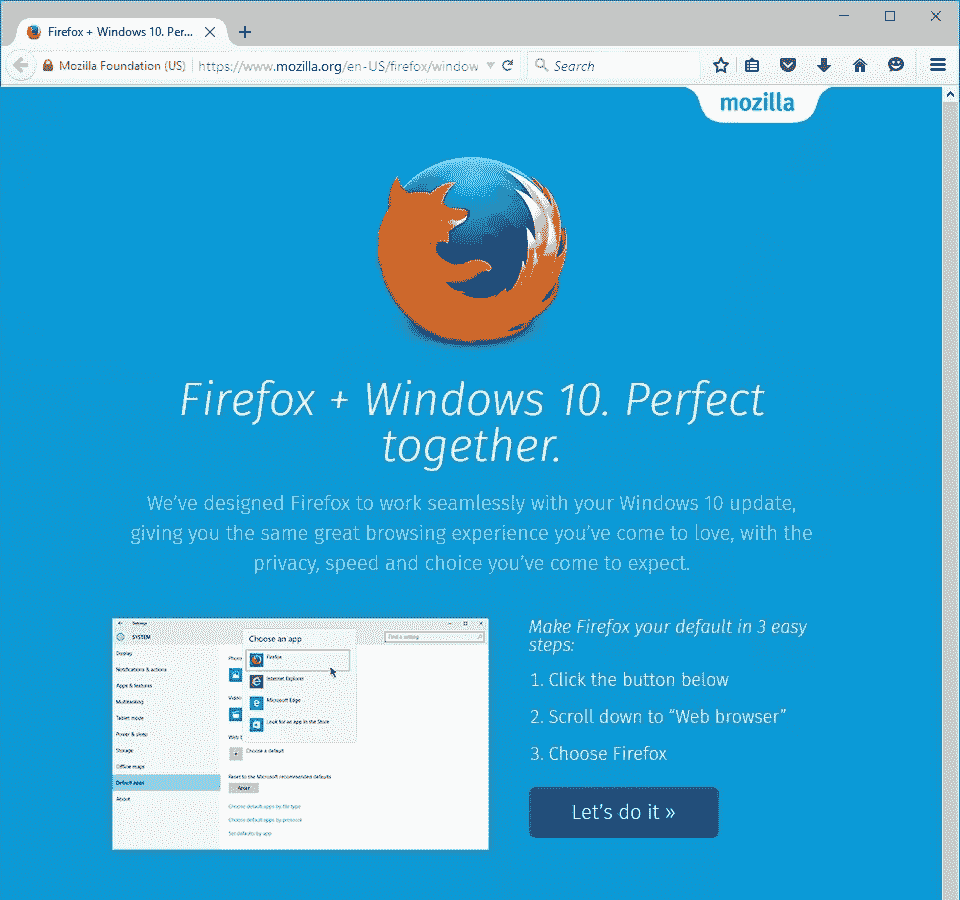 Firefox + Windows 10. Per...
Mozilla Foundation (US)
https://www.mozilla.org/en-US/firefox/window
Search
mozilla
Firefox + Windows 10. Perfect
together.
We've designed Firefox to work seamlessly with your Windows 10 update,
giving you the same great browsing experience you've come to love, with the
privacy, speed and choice you've come to expect.
Settings
SYSTEM
Find a setting
Display
Notifications & actions
Apps & features
Multitasking
Tablet mode
Power & sleep
Storage
Offline maps
Default apps
About
Choose an app
Firefox
Internet Explorer
Microsoft Edge
Look for an app in the Store
Choose a default
Reset to the Microsoft recommended defaults
Reset
Choose default apps by file type
Choose default apps by protocol
Set defaults by app
Make Firefox your default in 3 easy
steps:
1. Click the button below
2. Scroll down to “Web browser”
3. Choose Firefox
Let's do it »